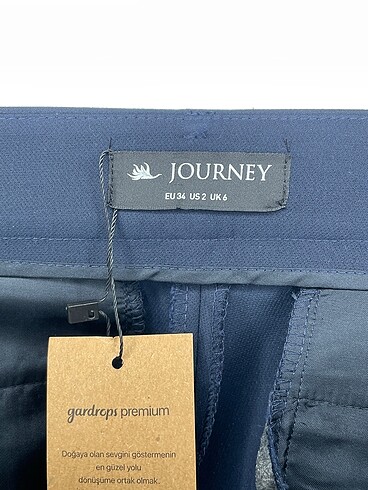 JOURNEY
EU 34 US 2 UK 6
gardrops premium
Doğaya olan sevgini göstermenin
en güzel yolu
dönüşüme ortak olmak.